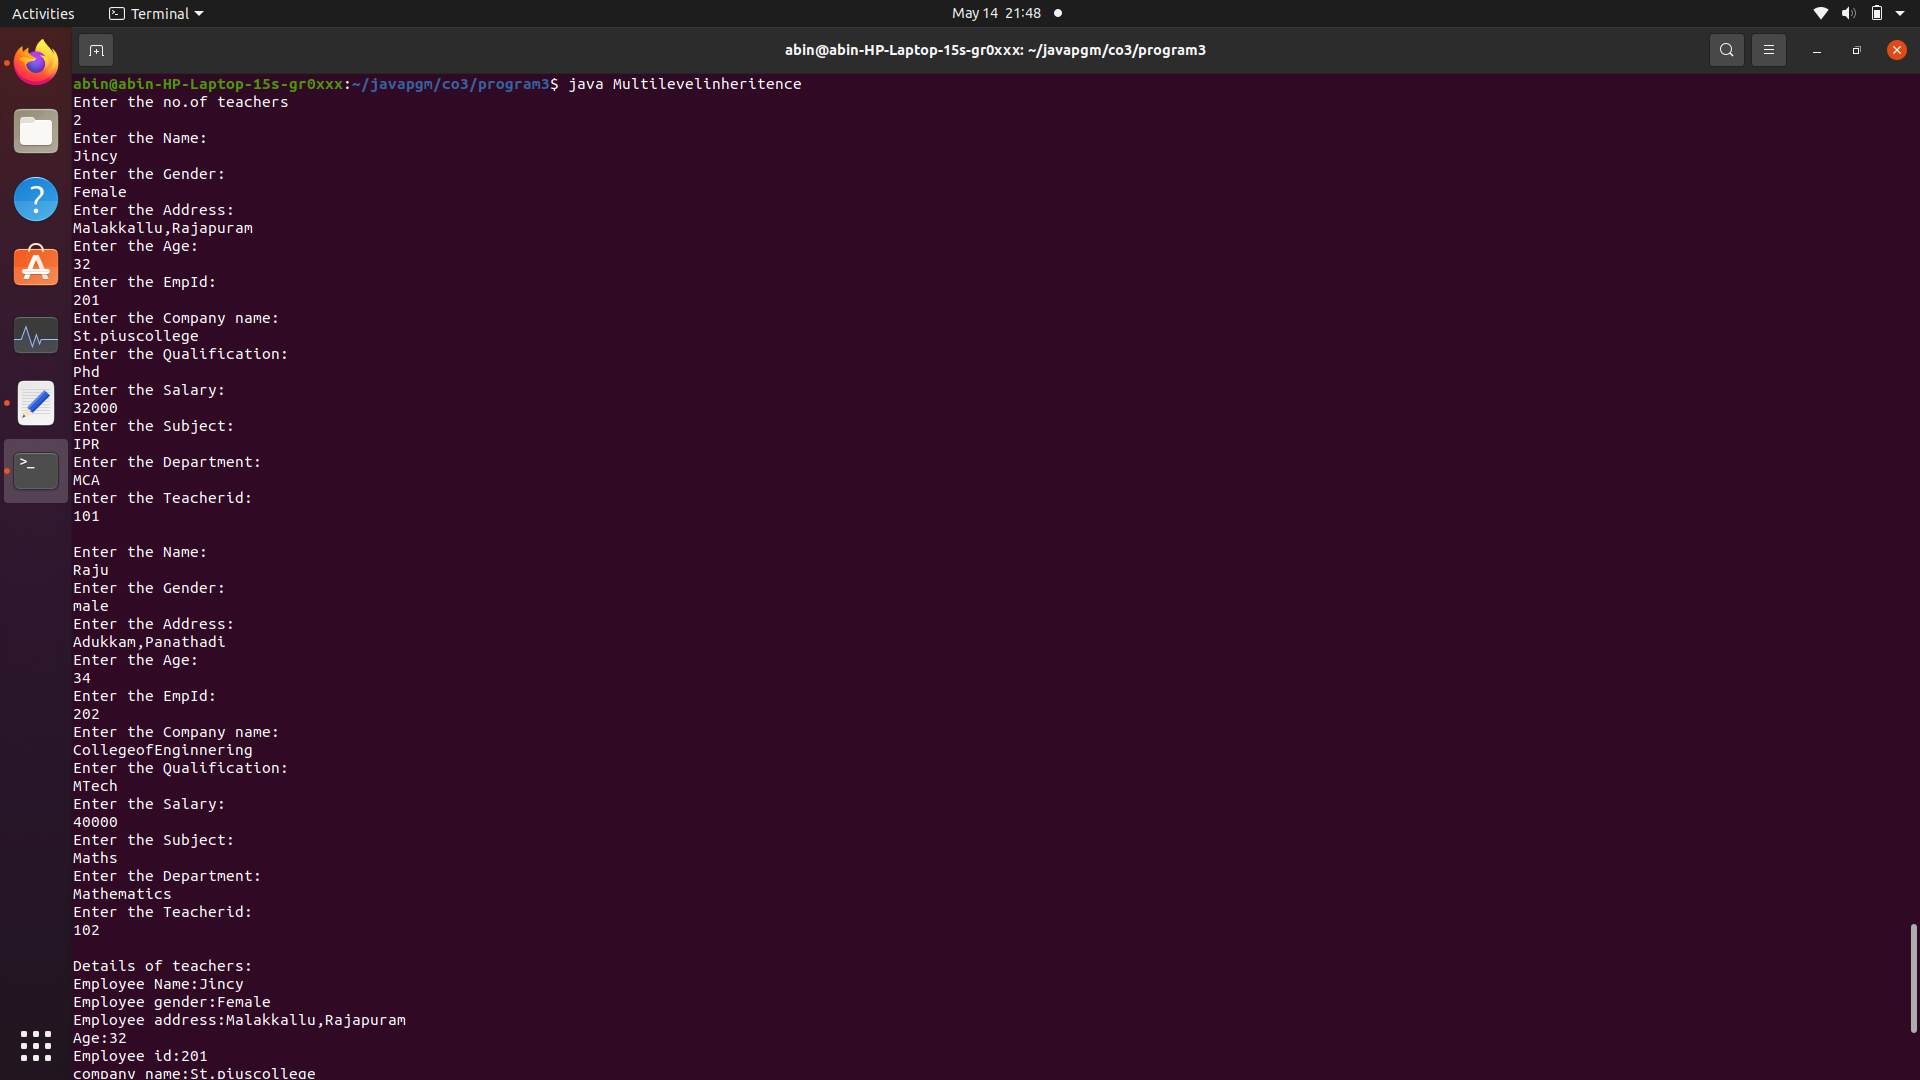 Activities
Terminal
May 14 21:48
abin@abin-HP-Laptop-15s-gr0xxx: ~/javapgm/co3/program3
abin@abin-HP-Laptop-15s-gr0xxx:~/javapgm/co3/program3$ java Multilevelinheritence
Enter the no.of teachers
2
Enter the Name:
Jincy
Enter the Gender:
Female
Enter the Address:
Malakkallu,Rajapuram
Enter the Age:
32
Enter the EmpId:
201
Enter the Company name:
St.piuscollege
Enter the Qualification:
Phd
Enter the Salary:
32000
Enter the Subject:
IPR
Enter the Department:
MCA
Enter the Teacherid:
101
Enter the Name:
Raju
Enter the Gender:
male
Enter the Address:
Adukkam,Panathadi
Enter the Age:
34
Enter the EmpId:
202
Enter the Company name:
CollegeofEnginnering
Enter the Qualification:
MTech
Enter the Salary:
40000
Enter the Subject:
Maths
Enter the Department:
Mathematics
Enter the Teacherid:
102
Details of teachers:
Employee Name:Jincy
Employee gender:Female
Employee address:Malakkallu,Rajapuram
Age:32
Employee id:201
company name:St.piuscollege